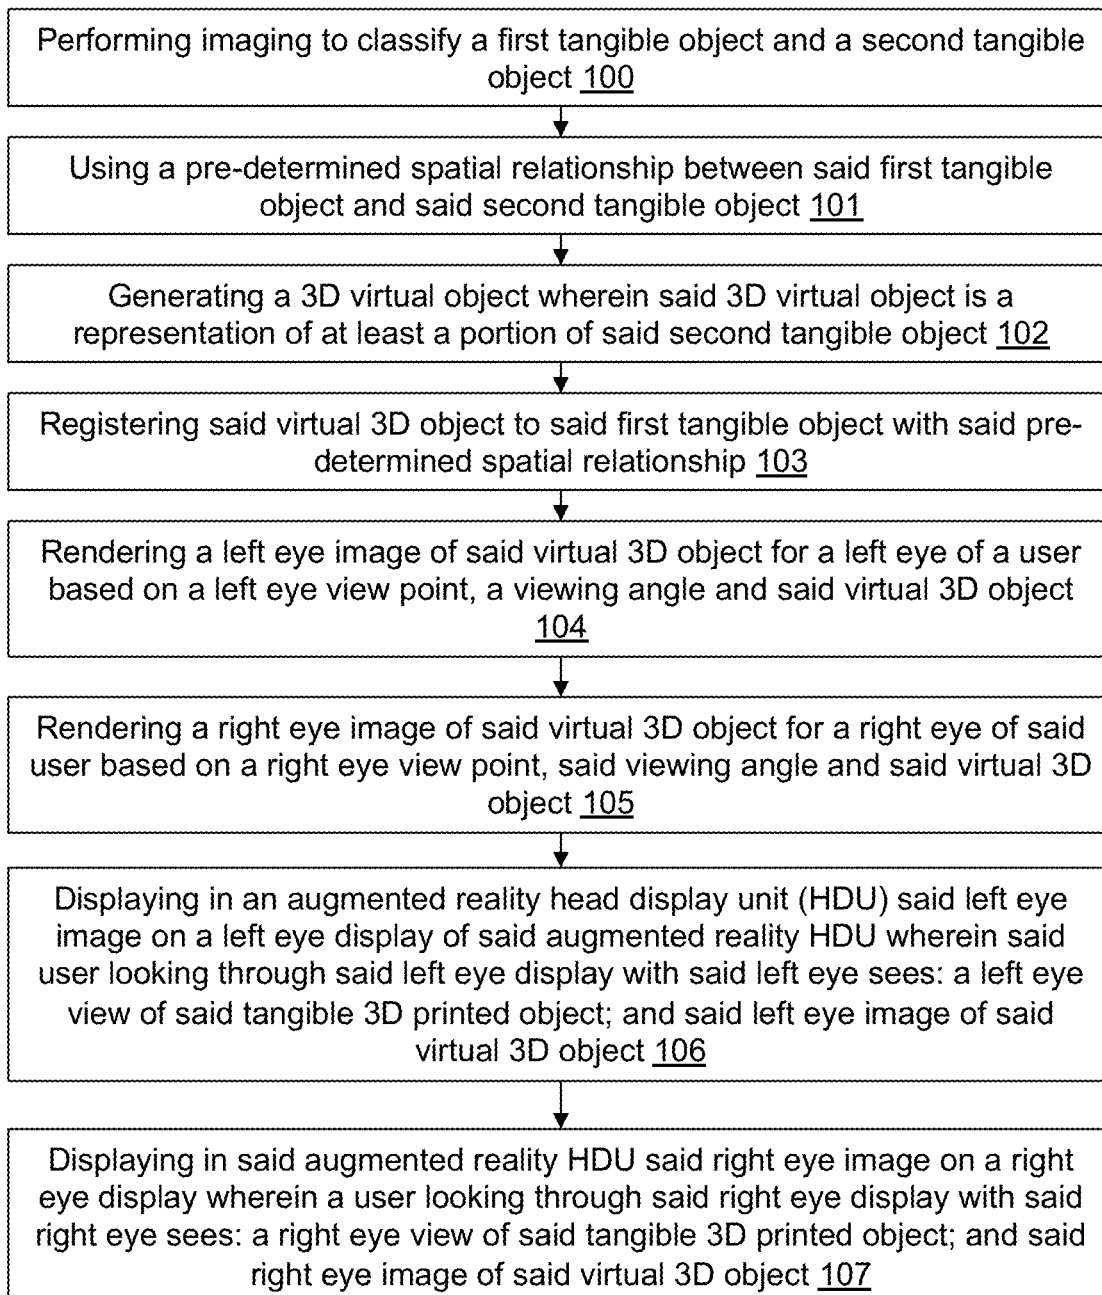 Performing imaging to classify a first tangible object and a second tangible
object 100
Using a pre-determined spatial relationship between said first tangible
object and said second tangible object 101
Generating a 3D virtual object wherein said 3D virtual object is a
representation of at least a portion of said second tangible object 102
Registering said virtual 3D object to said first tangible object with said pre-
determined spatial relationship 103
Rendering a left eye image of said virtual 3D object for a left eye of a user
based on a left eye view point, a viewing angle and said virtual 3D object
104
Rendering a right eye image of said virtual 3D object for a right eye of said
user based on a right eye view point, said viewing angle and said virtual 3D
object 105
Displaying in an augmented reality head display unit (HDU) said left eye
image on a left eye display of said augmented reality HDU wherein said
user looking through said left eye display with said left eye sees: a left eye
view of said tangible 3D printed object; and said left eye image of said
virtual 3D object 106
Displaying in said augmented reality HDU said right eye image on a right
eye display wherein a user looking through said right eye display with said
right eye sees: a right eye view of said tangible 3D printed object; and said
right eye image of said virtual 3D object 107